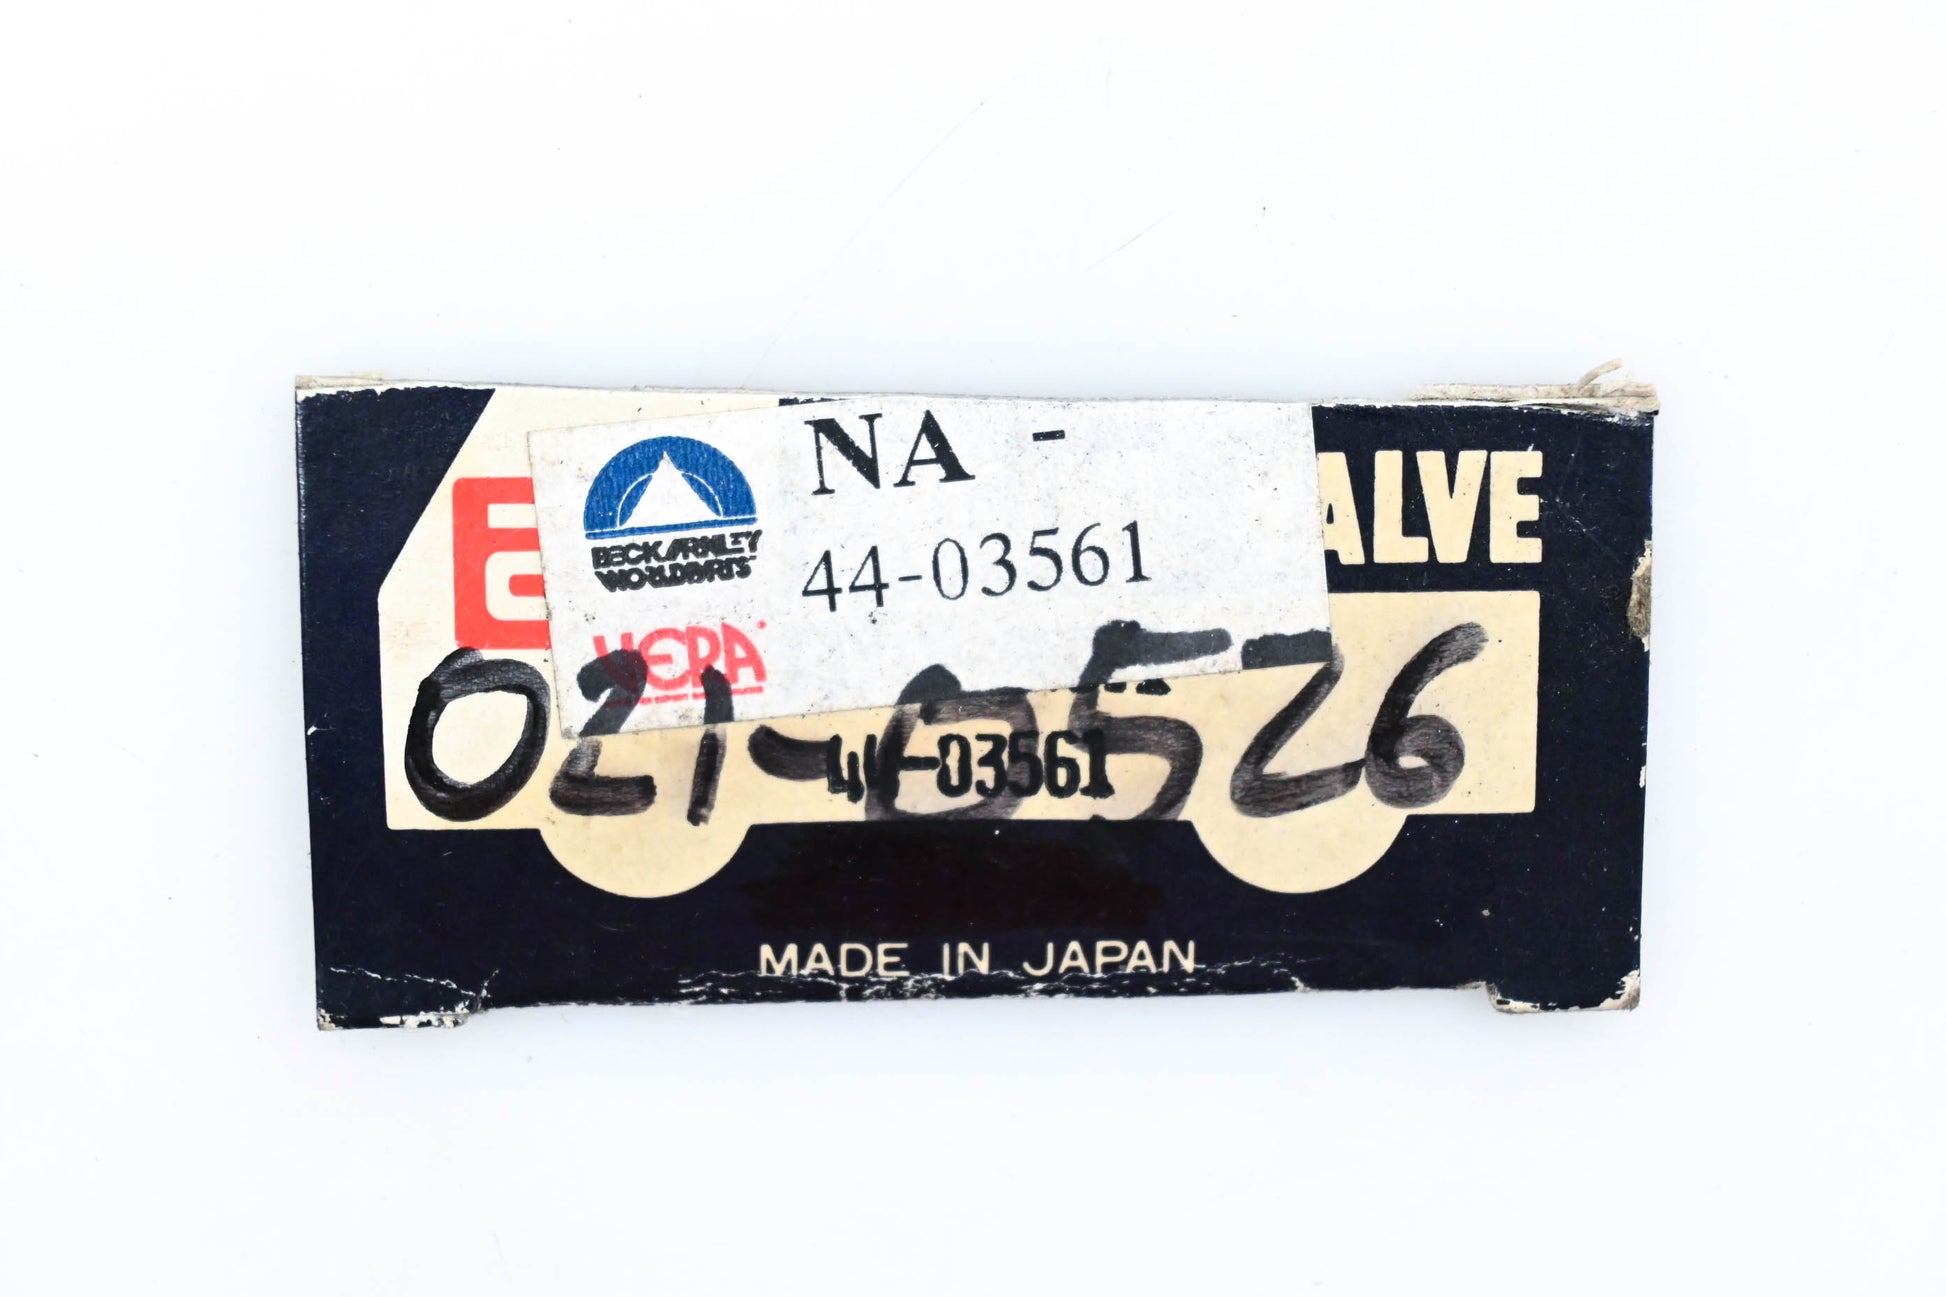 NA -
ALVE
BECK/ARNLEY
WORLDPARTS
44-03561
VERA
021-0526
44-03561
MADE IN JAPAN